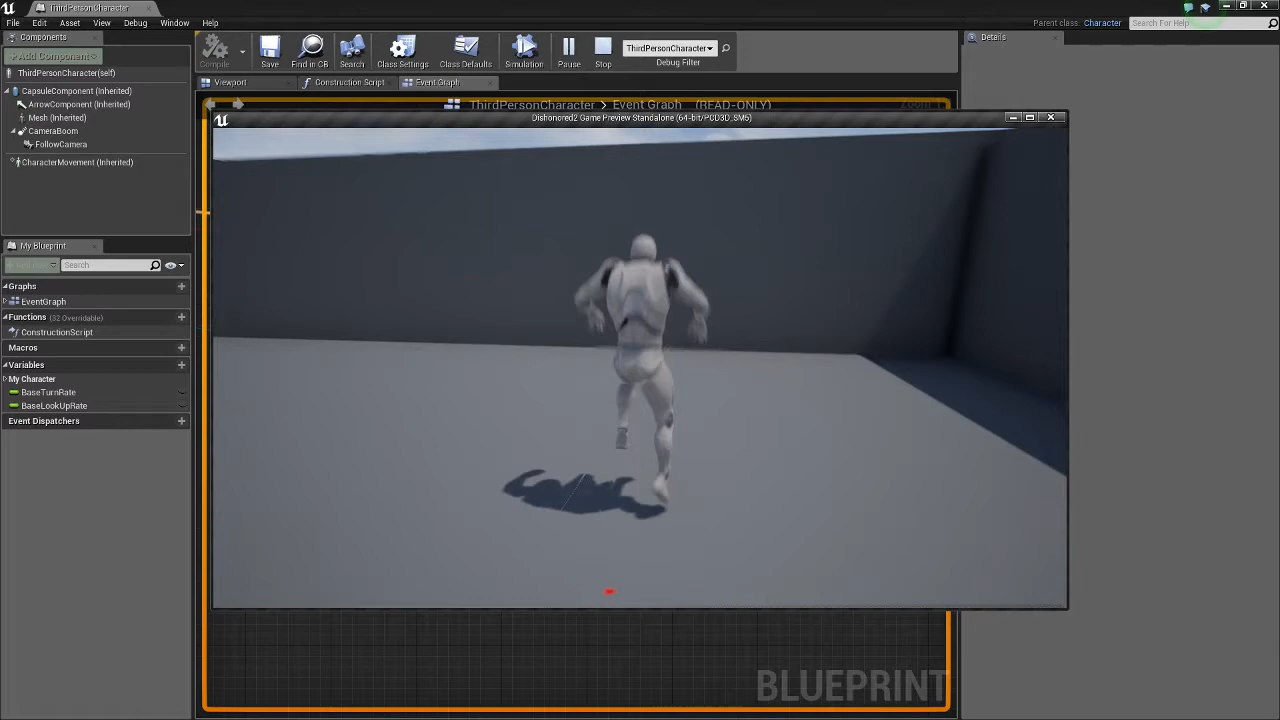 ThirdPersonCharacter
File Edit Asset View Debug Window Help
Parent class: Character
Search For Help
Components
Add Component
ThirdPersonCharacter(self)
CapsuleComponent (Inherited)
ArrowComponent (Inherited)
Mesh (Inherited)
CameraBoom
FollowCamera
CharacterMovement (Inherited)
My Blueprint
Search
Graphs
EventGraph
Functions (32 Overridable)
ConstructionScript
Macros
Variables
My Character
BaseTurnRate
BaseLookUpRate
Event Dispatchers
Compile
Save
Find in CB
Search
Class Settings
Class Defaults
Simulation
Pause
Stop
ThirdPersonCharacter
Debug Filter
Viewport
Construction Script
Event Graph
ThirdPersonCharacter > Event Graph (READ-ONLY)
Zoom
Dishonored2 Game Preview Standalone (64-bit/PCD3D_SM5)
BLUEPRINT
Details